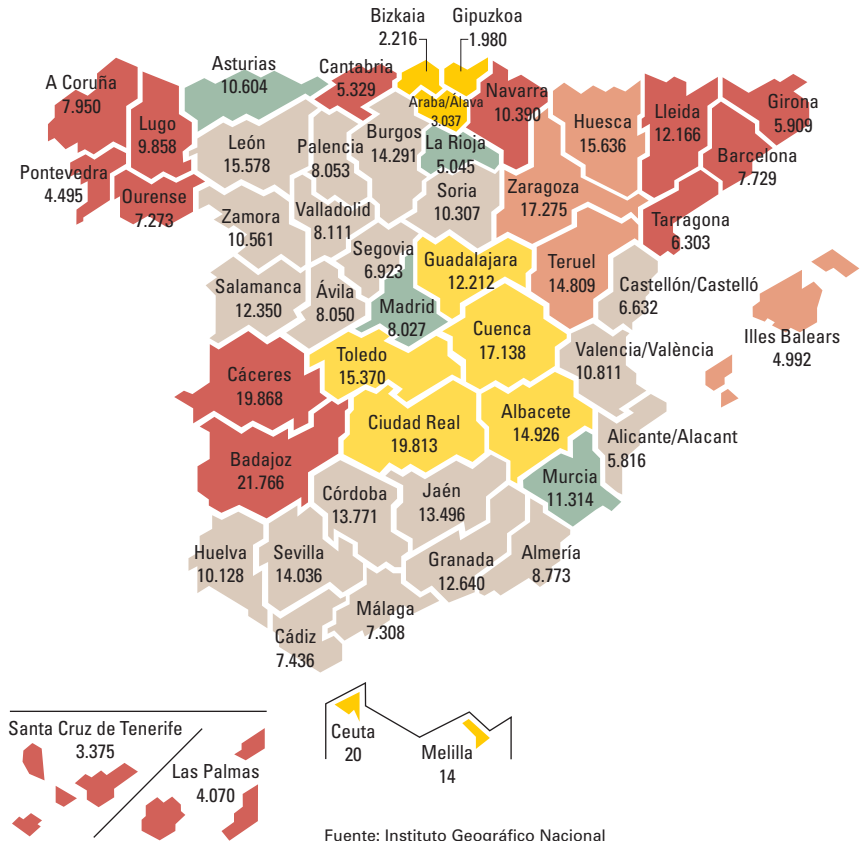 Bizkaia
2.216
Gipuzkoa
1.980
Asturias
10.604
Cantabria
5.329
A Coruña
7.950
Lugo
9.858
Araba/Álava
3.037
Navarra
10.390
Huesca
15.636
Lleida
12.166
Girona
5.909
León
15.578
Palencia
8.053
Burgos
14.291
La Rioja
5.045
Barcelona
7.729
Pontevedra
4.495
Ourense
7.273
Zaragoza
17.275
Soria
10.307
Tarragona
6.303
Zamora
10.561
Valladolid
8.111
Segovia
6.923
Guadalajara
12.212
Teruel
14.809
Castellón/Castelló
6.632
Salamanca
12.350
Ávila
8.050
Madrid
8.027
Cuenca
17.138
Illes Balears
4.992
Toledo
15.370
Valencia/València
10.811
Cáceres
19.868
Ciudad Real
19.813
Albacete
14.926
Alicante/Alacant
5.816
Badajoz
21.766
Murcia
11.314
Córdoba
13.771
Jaén
13.496
Huelva
10.128
Sevilla
14.036
Granada
12.640
Almería
8.773
Málaga
7.308
Cádiz
7.436
Santa Cruz de Tenerife
3.375
Las Palmas
4.070
Ceuta
20
Melilla
14
Fuente: Instituto Geográfico Nacional